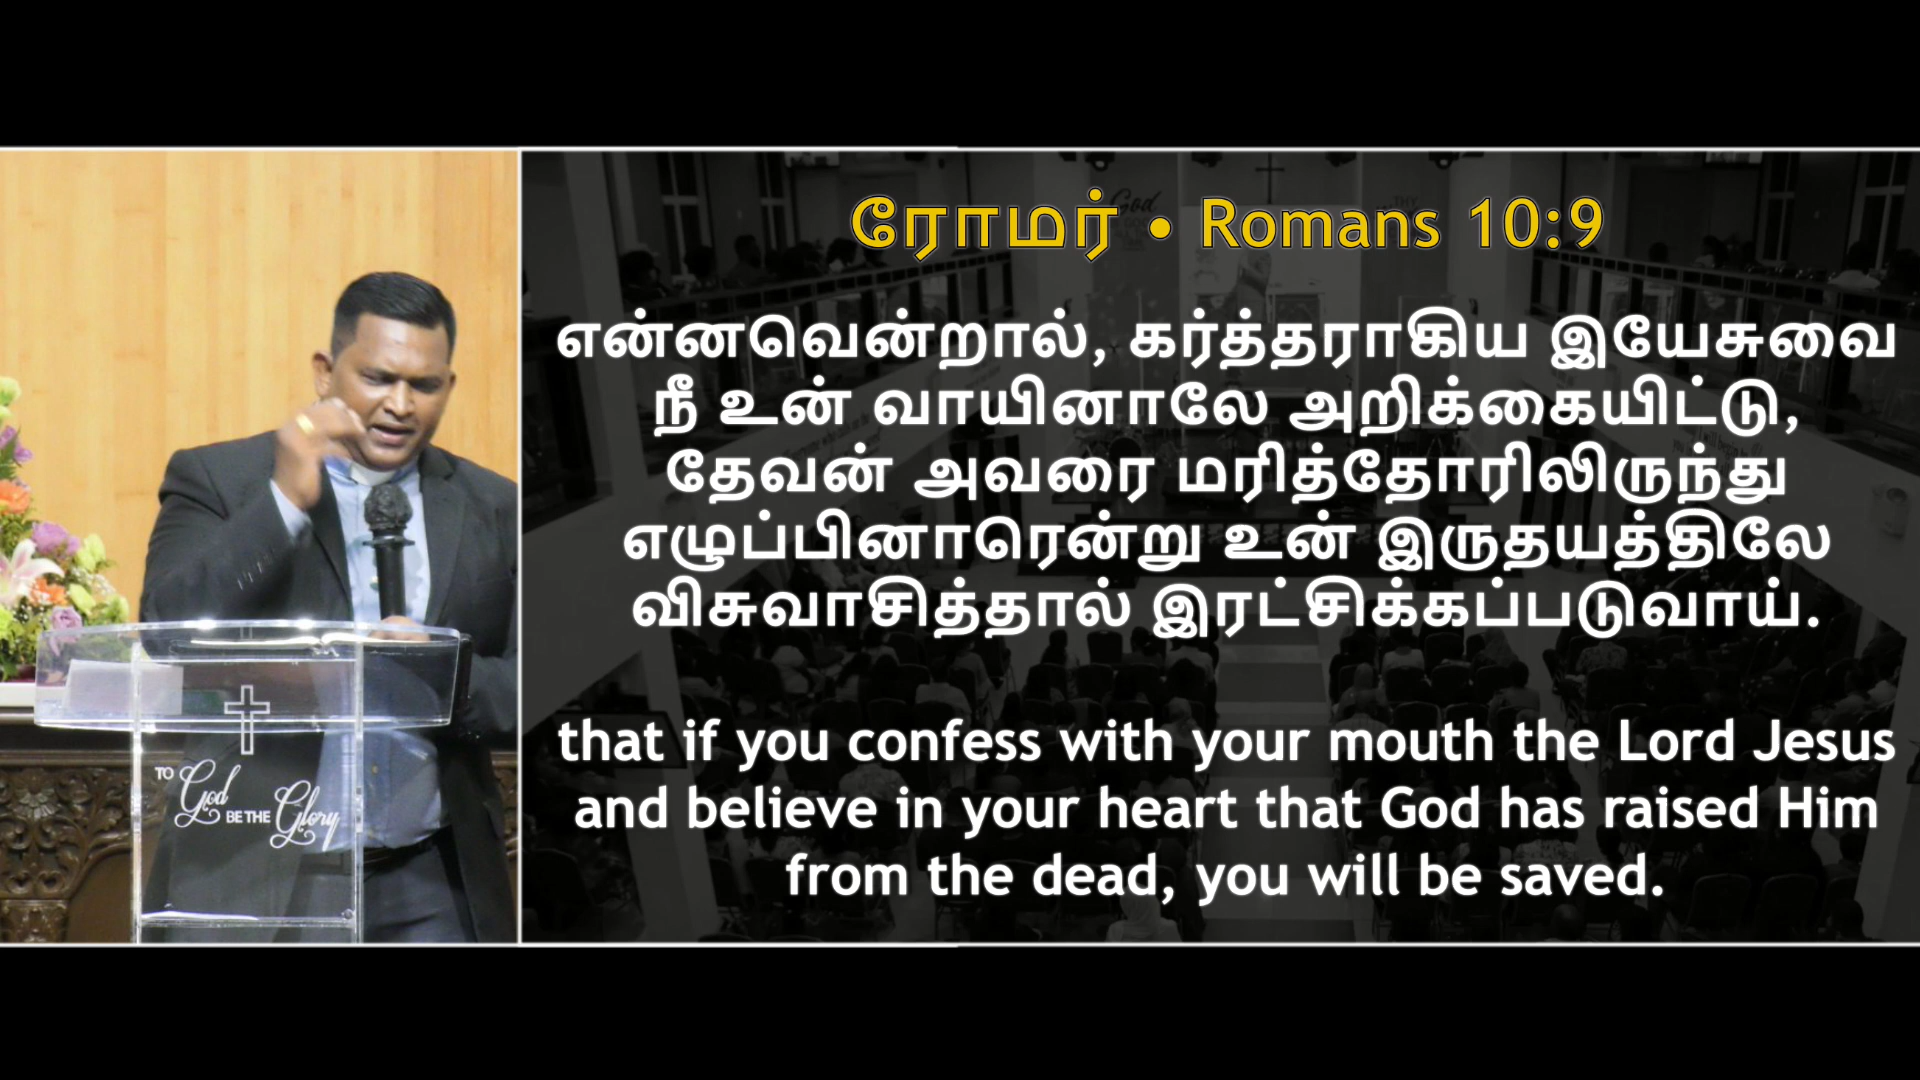 ரோமர் • Romans 10:9
என்னவென்றால், கர்த்தராகிய இயேசுவை
நீ உன் வாயினாலே அறிக்கையிட்டு,
தேவன் அவரை மரித்தோரிலிருந்து
எழுப்பினாரென்று உன் இருதயத்திலே
விசுவாசித்தால் இரட்சிக்கப்படுவாய்.
that if you confess with your mouth the Lord Jesus
and believe in your heart that God has raised Him
from the dead, you will be saved.
TO God BE THE Glory
God